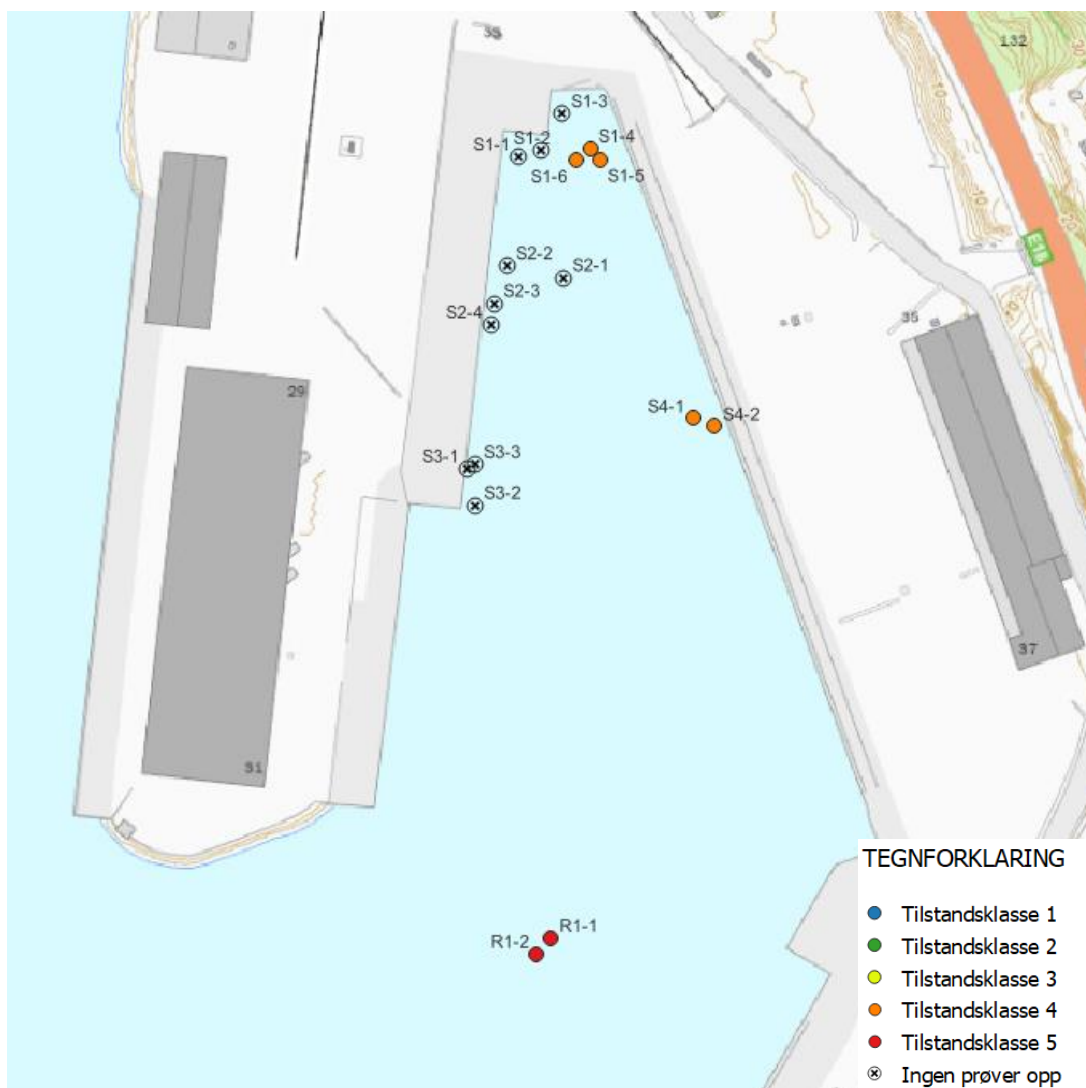 35
132
S1-3
S1-4
S1-2
S1-1
S1-6
S1-5
E18
S2-2
S2-1
S2-3
S2-4
35
29
S4-1
S4-2
S3-3
S3-1
S3-2
37
31
TEGNFORKLARING
Tilstandsklasse 1
Tilstandsklasse 2
Tilstandsklasse 3
Tilstandsklasse 4
Tilstandsklasse 5
Ingen prøver opp
R1-1
R1-2